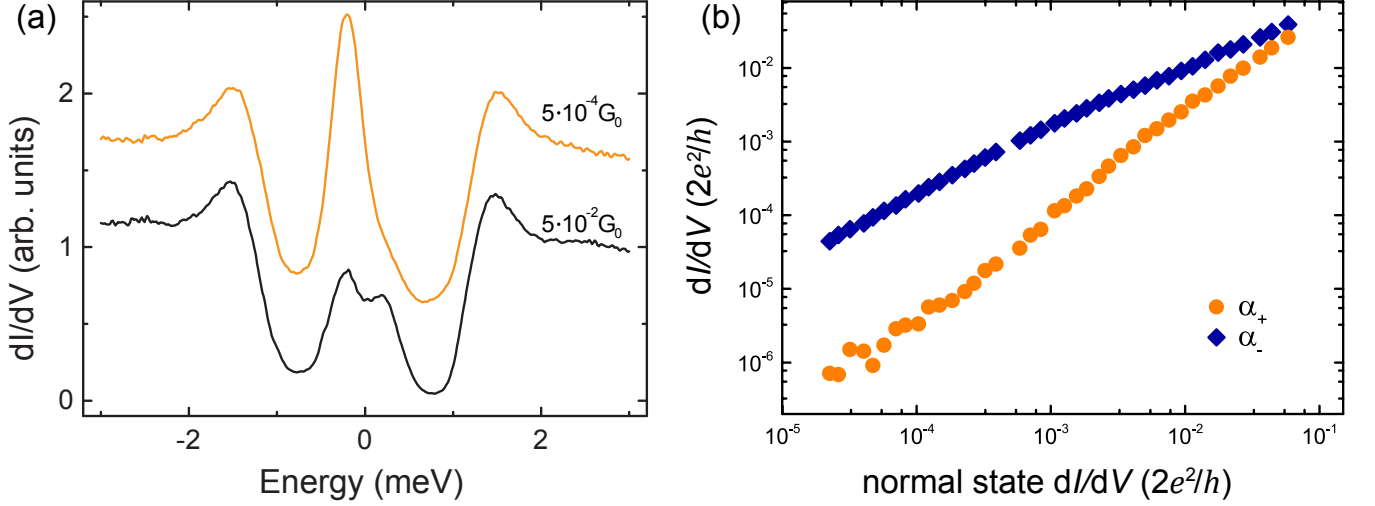 (a)
2
1
0
dI/dV (arb. units)
5·10⁻⁴G₀
5·10⁻²G₀
-2
0
2
Energy (meV)
(b)
10⁻²
10⁻³
10⁻⁴
10⁻⁵
10⁻⁶
dI/dV (2e²/h)
α₊
α₋
10⁻⁵
10⁻⁴
10⁻³
10⁻²
10⁻¹
normal state dI/dV (2e²/h)